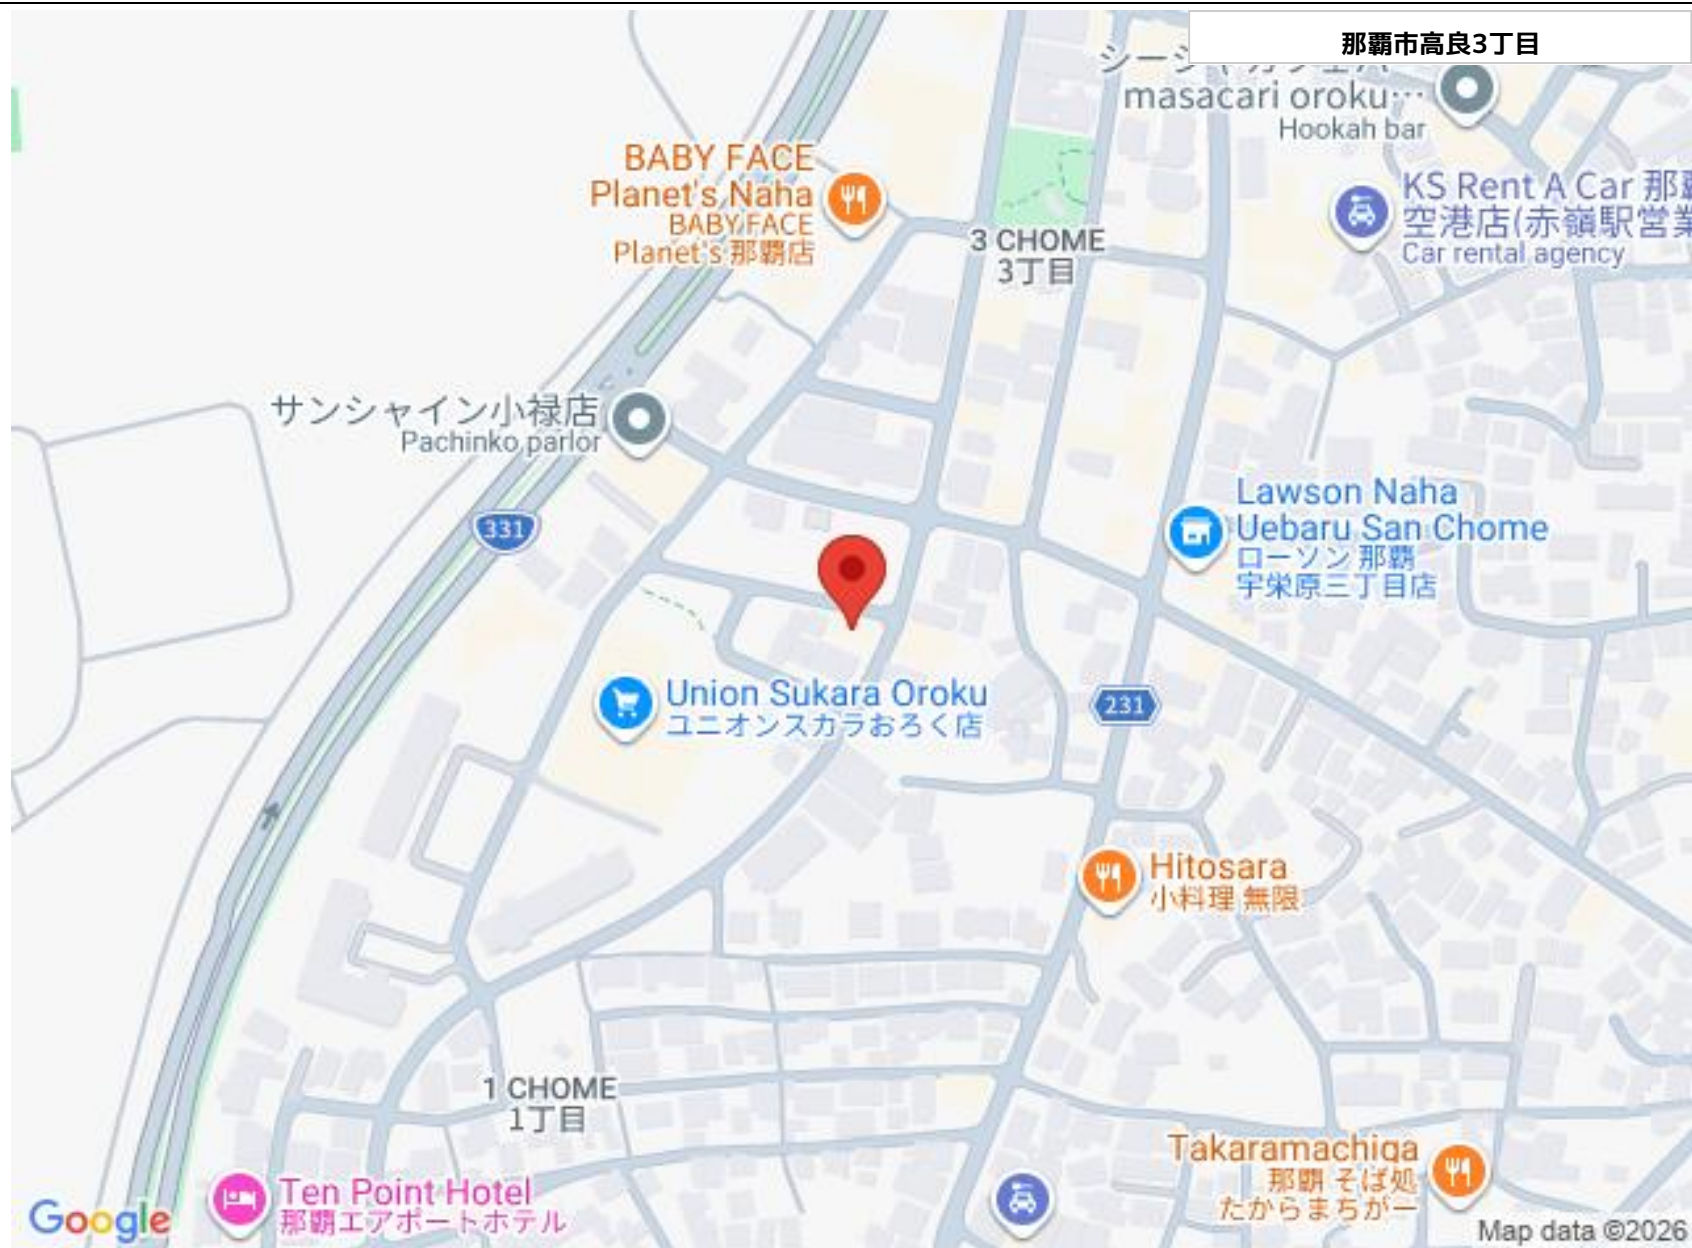 那覇市高良3丁目
masacari oroku…
Hookah bar
BABY FACE
Planet's Naha
BABY FACE
Planet's 那覇店
KS Rent A Car 那覇
空港店(赤嶺駅営業
Car rental agency
3 CHOME
3丁目
サンシャイン小禄店
Pachinko parlor
331
Lawson Naha
Uebaru San Chome
ローソン 那覇
宇栄原三丁目店
Union Sukara Oroku
ユニオンスカラおろく店
231
Hitosara
小料理 無限
1 CHOME
1丁目
Takaramachiga
那覇 そば処
たからまちがー
Ten Point Hotel
那覇エアポートホテル
Google
Map data ©2026